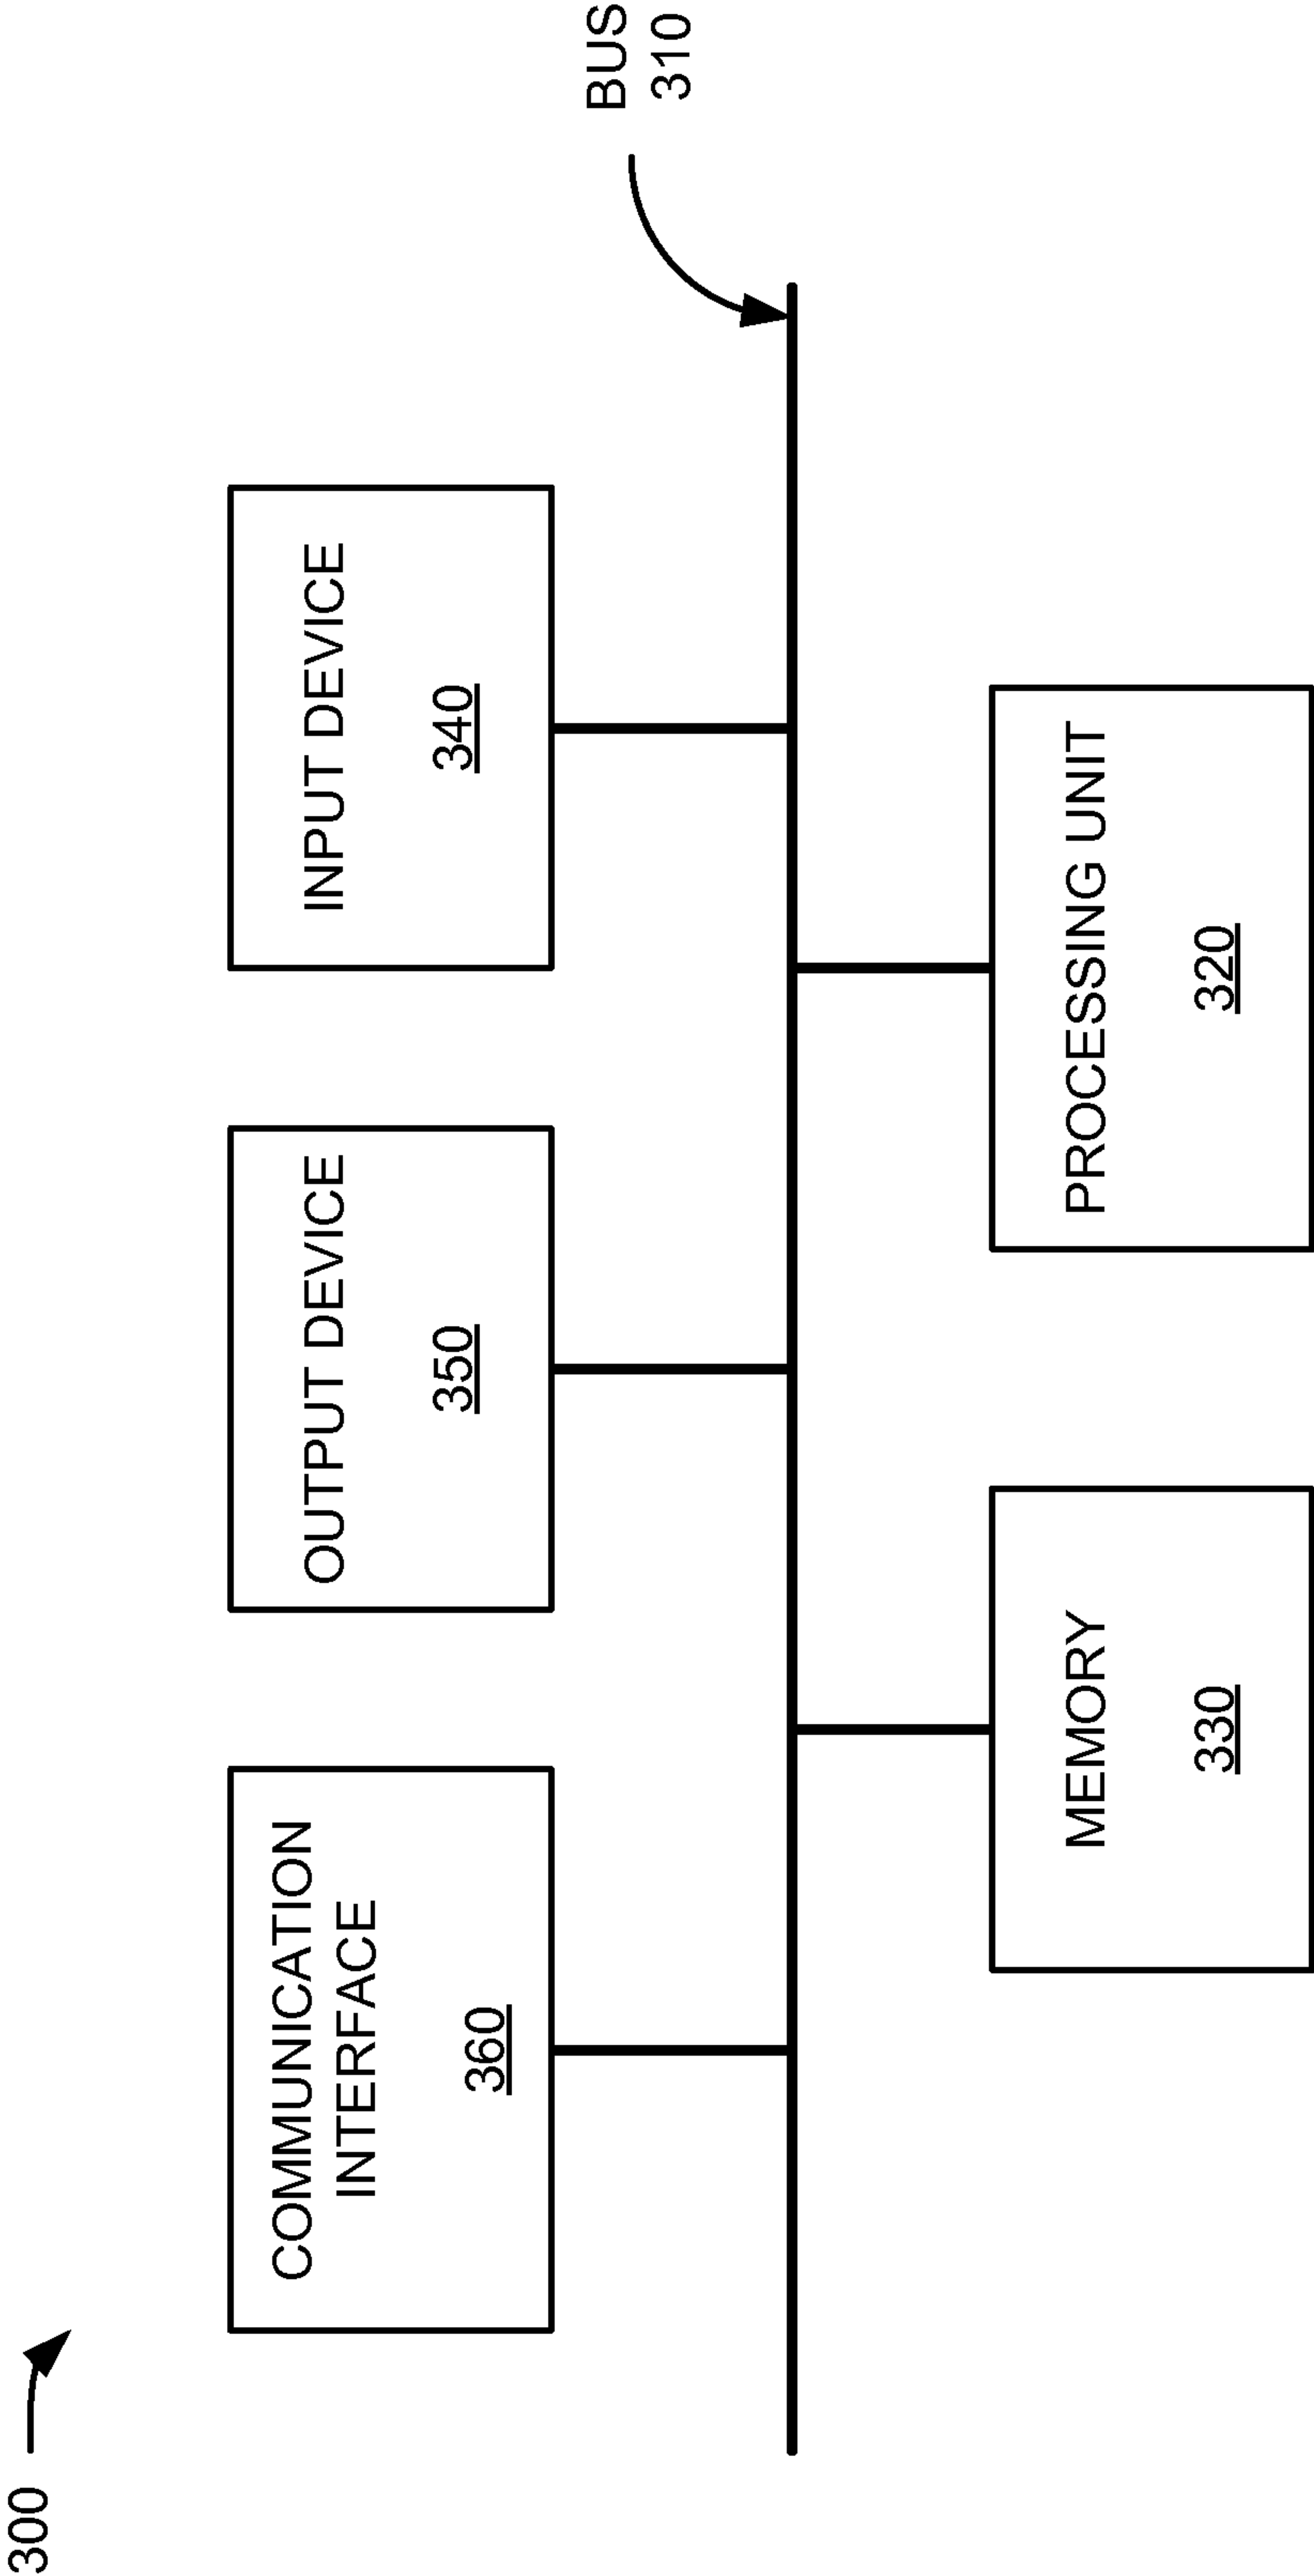 300
COMMUNICATION
INTERFACE
360
OUTPUT DEVICE
350
INPUT DEVICE
340
BUS
310
MEMORY
330
PROCESSING UNIT
320